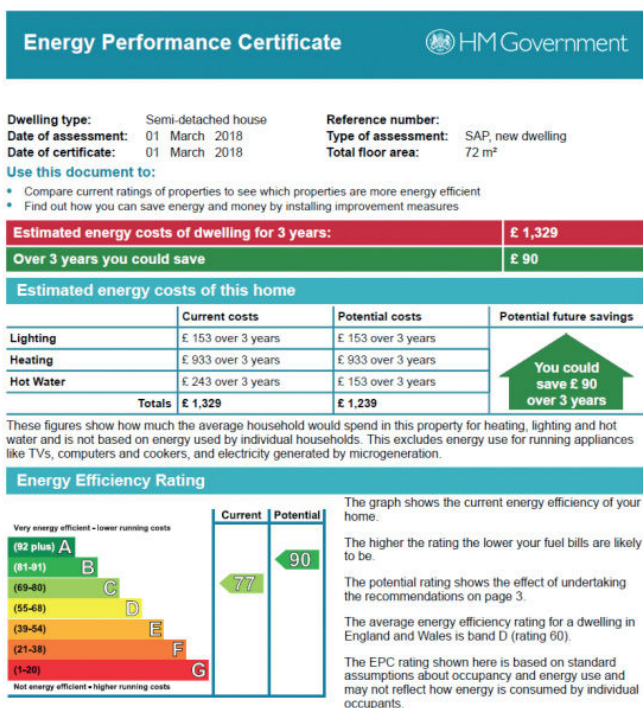 Energy Performance Certificate
HM Government
Dwelling type: Semi-detached house
Date of assessment: 01 March 2018
Date of certificate: 01 March 2018
Reference number:
Type of assessment: SAP, new dwelling
Total floor area: 72 m²
Use this document to:
• Compare current ratings of properties to see which properties are more energy efficient
• Find out how you can save energy and money by installing improvement measures
Estimated energy costs of dwelling for 3 years: £ 1,329
Over 3 years you could save £ 90
Estimated energy costs of this home
Current costs Potential costs Potential future savings
Lighting £ 153 over 3 years £ 153 over 3 years
Heating £ 933 over 3 years £ 933 over 3 years
Hot Water £ 243 over 3 years £ 153 over 3 years
Totals £ 1,329 £ 1,239
You could
save £ 90
over 3 years
These figures show how much the average household would spend in this property for heating, lighting and hot
water and is not based on energy used by individual households. This excludes energy use for running appliances
like TVs, computers and cookers, and electricity generated by microgeneration.
Energy Efficiency Rating
Current Potential
Very energy efficient - lower running costs
(92 plus) A
(81-91) B
(69-80) C
(55-68) D
(39-54) E
(21-38) F
(1-20) G
Not energy efficient - higher running costs
77
90
The graph shows the current energy efficiency of your
home.
The higher the rating the lower your fuel bills are likely
to be.
The potential rating shows the effect of undertaking
the recommendations on page 3.
The average energy efficiency rating for a dwelling in
England and Wales is band D (rating 60).
The EPC rating shown here is based on standard
assumptions about occupancy and energy use and
may not reflect how energy is consumed by individual
occupants.